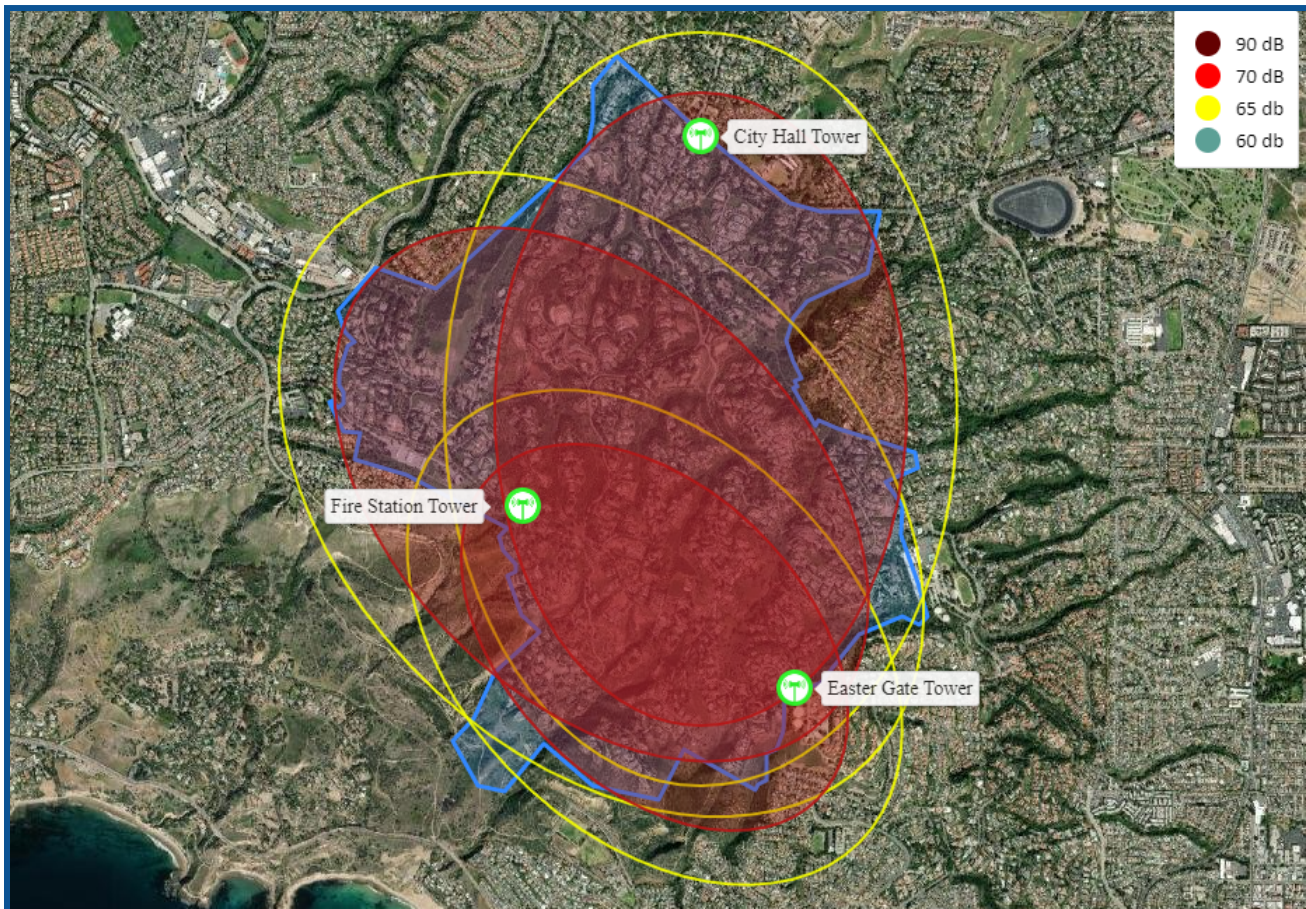 90 dB
70 dB
65 db
60 db
City Hall Tower
Fire Station Tower
Easter Gate Tower